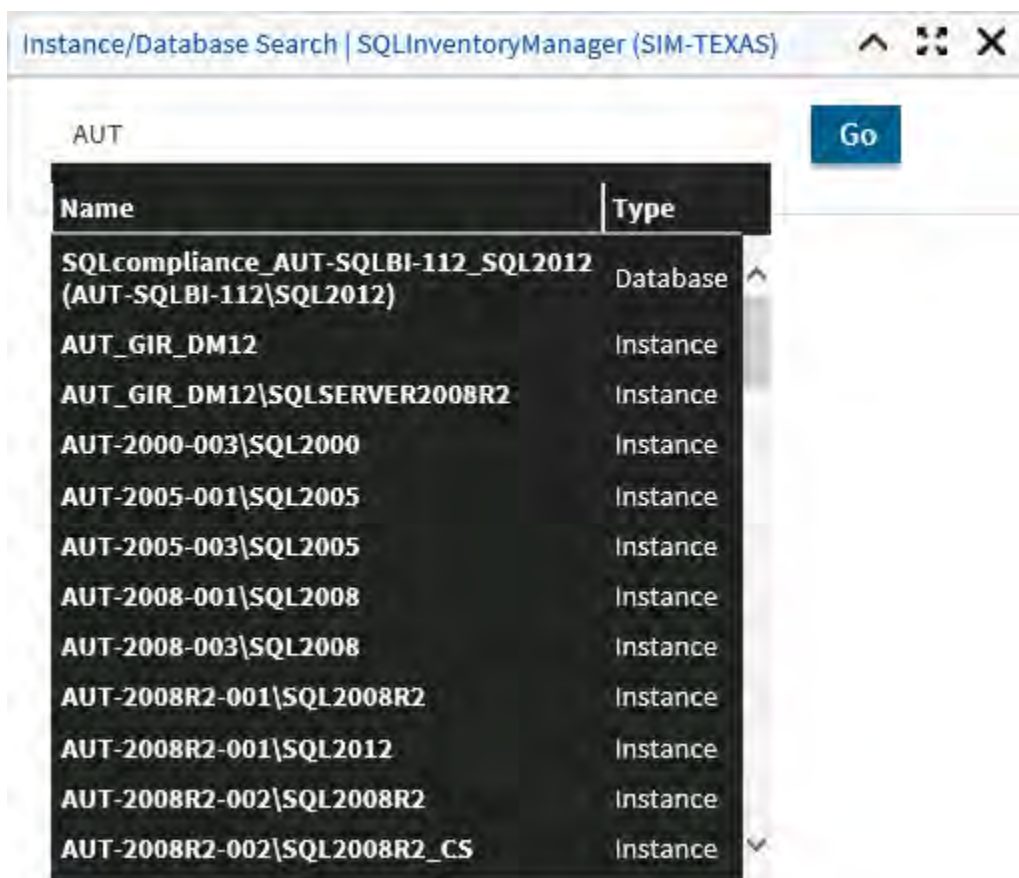 Instance/Database Search | SQLInventoryManager (SIM-TEXAS)
AUT
Go
Name Type
SQLcompliance_AUT-SQLBI-112_SQL2012
(AUT-SQLBI-112\SQL2012) Database
AUT_GIR_DM12 Instance
AUT_GIR_DM12\SQLSERVER2008R2 Instance
AUT-2000-003\SQL2000 Instance
AUT-2005-001\SQL2005 Instance
AUT-2005-003\SQL2005 Instance
AUT-2008-001\SQL2008 Instance
AUT-2008-003\SQL2008 Instance
AUT-2008R2-001\SQL2008R2 Instance
AUT-2008R2-001\SQL2012 Instance
AUT-2008R2-002\SQL2008R2 Instance
AUT-2008R2-002\SQL2008R2_CS Instance